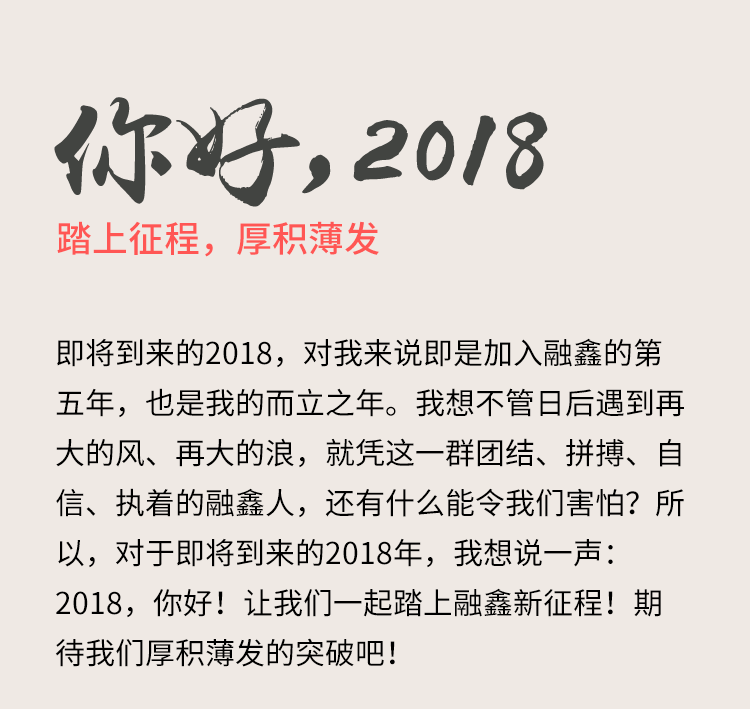 你好，2018
踏上征程，厚积薄发
即将到来的2018，对我来说即是加入融鑫的第
五年，也是我的而立之年。我想不管日后遇到再
大的风、再大的浪，就凭这一群团结、拼搏、自
信、执着的融鑫人，还有什么能令我们害怕？所
以，对于即将到来的2018年，我想说一声：
2018，你好！让我们一起踏上融鑫新征程！期
待我们厚积薄发的突破吧！